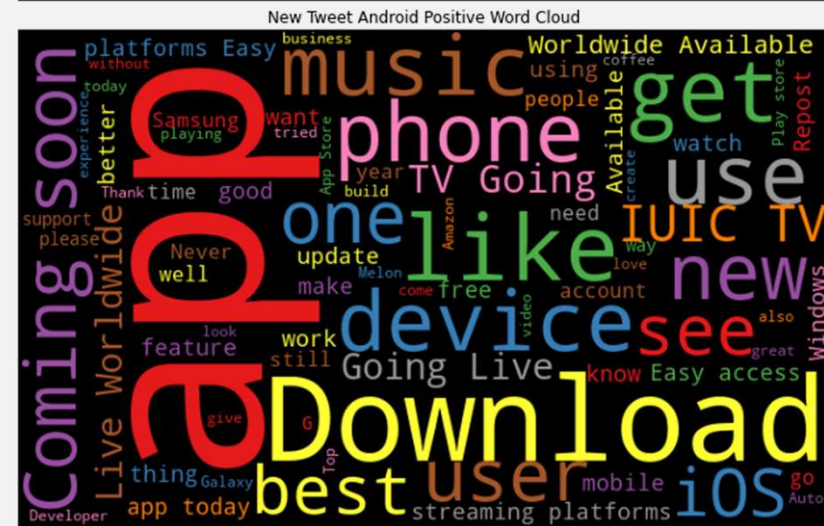 New Tweet Android Positive Word Cloud
platforms Easy
business
Worldwide Available
without
music
using
coffee
today
people
get
Play store
Repost
Coming soon
experience
better
app
Samsung
playing
want
tried
App Store
phone
Available
create
watch
use
year
TV Going
build
Thank
time
good
support
please
Live Worldwide
one
like
Amazon
need
IUIC TV
way
love
Never
well
update
Melon
make
come
free
account
new
Windows
video
device
see
also
great
look
feature
work
still
Going Live
know
Easy access
give
G
Download
Top
thing
Galaxy
best
user
mobile
iOS
go
Auto
Developer
app today
streaming platforms